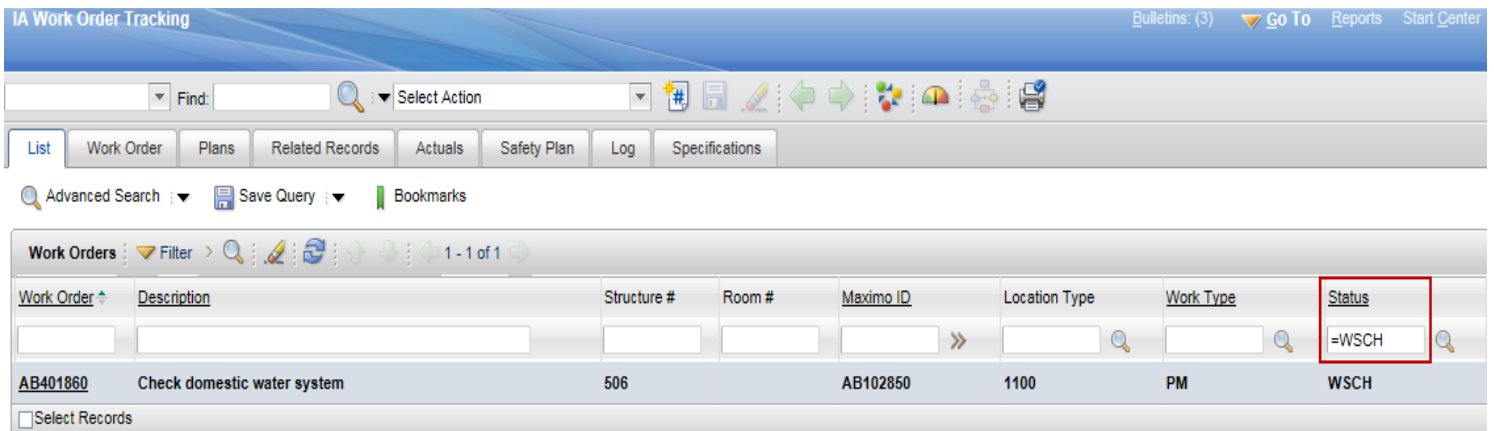 IA Work Order Tracking Bulletins: (3) Go To Reports Start Center
Find: Select Action
List Work Order Plans Related Records Actuals Safety Plan Log Specifications
Advanced Search Save Query Bookmarks
Work Orders Filter 1 - 1 of 1
Work Order Description Structure # Room # Maximo ID Location Type Work Type Status
=WSCH
AB401860 Check domestic water system 506 AB102850 1100 PM WSCH
Select Records